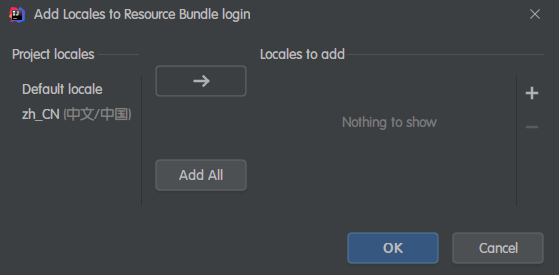 Add Locales to Resource Bundle login
Project locales
Locales to add
Default locale
zh_CN (中文/中国)
Nothing to show
Add All
OK
Cancel